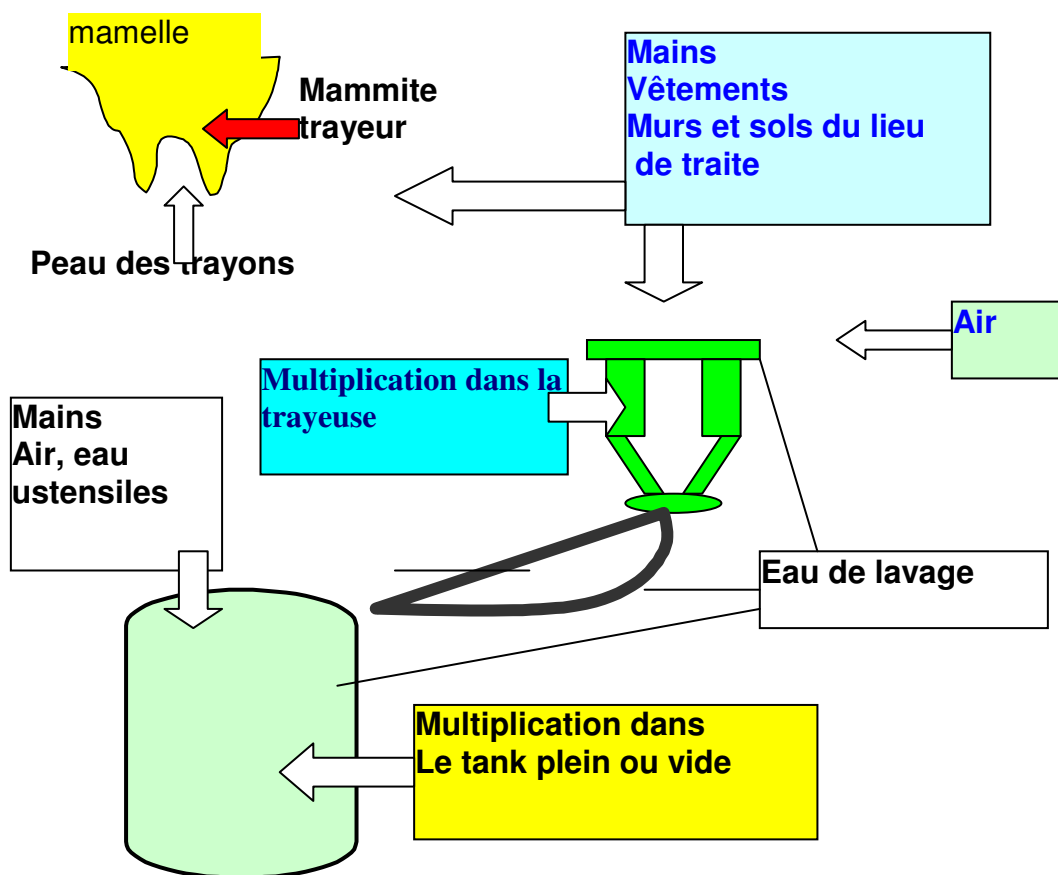 mamelle
Mammite
trayeur
Peau des trayons
Mains
Vêtements
Murs et sols du lieu
de traite
Air
Multiplication dans la
trayeuse
Mains
Air, eau
ustensiles
Eau de lavage
Multiplication dans
Le tank plein ou vide